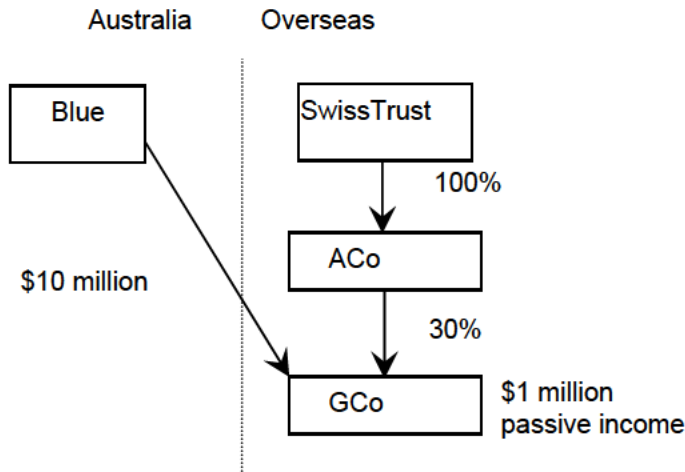 Australia
Overseas
Blue
SwissTrust
100%
ACo
$10 million
30%
GCo
$1 million
passive income